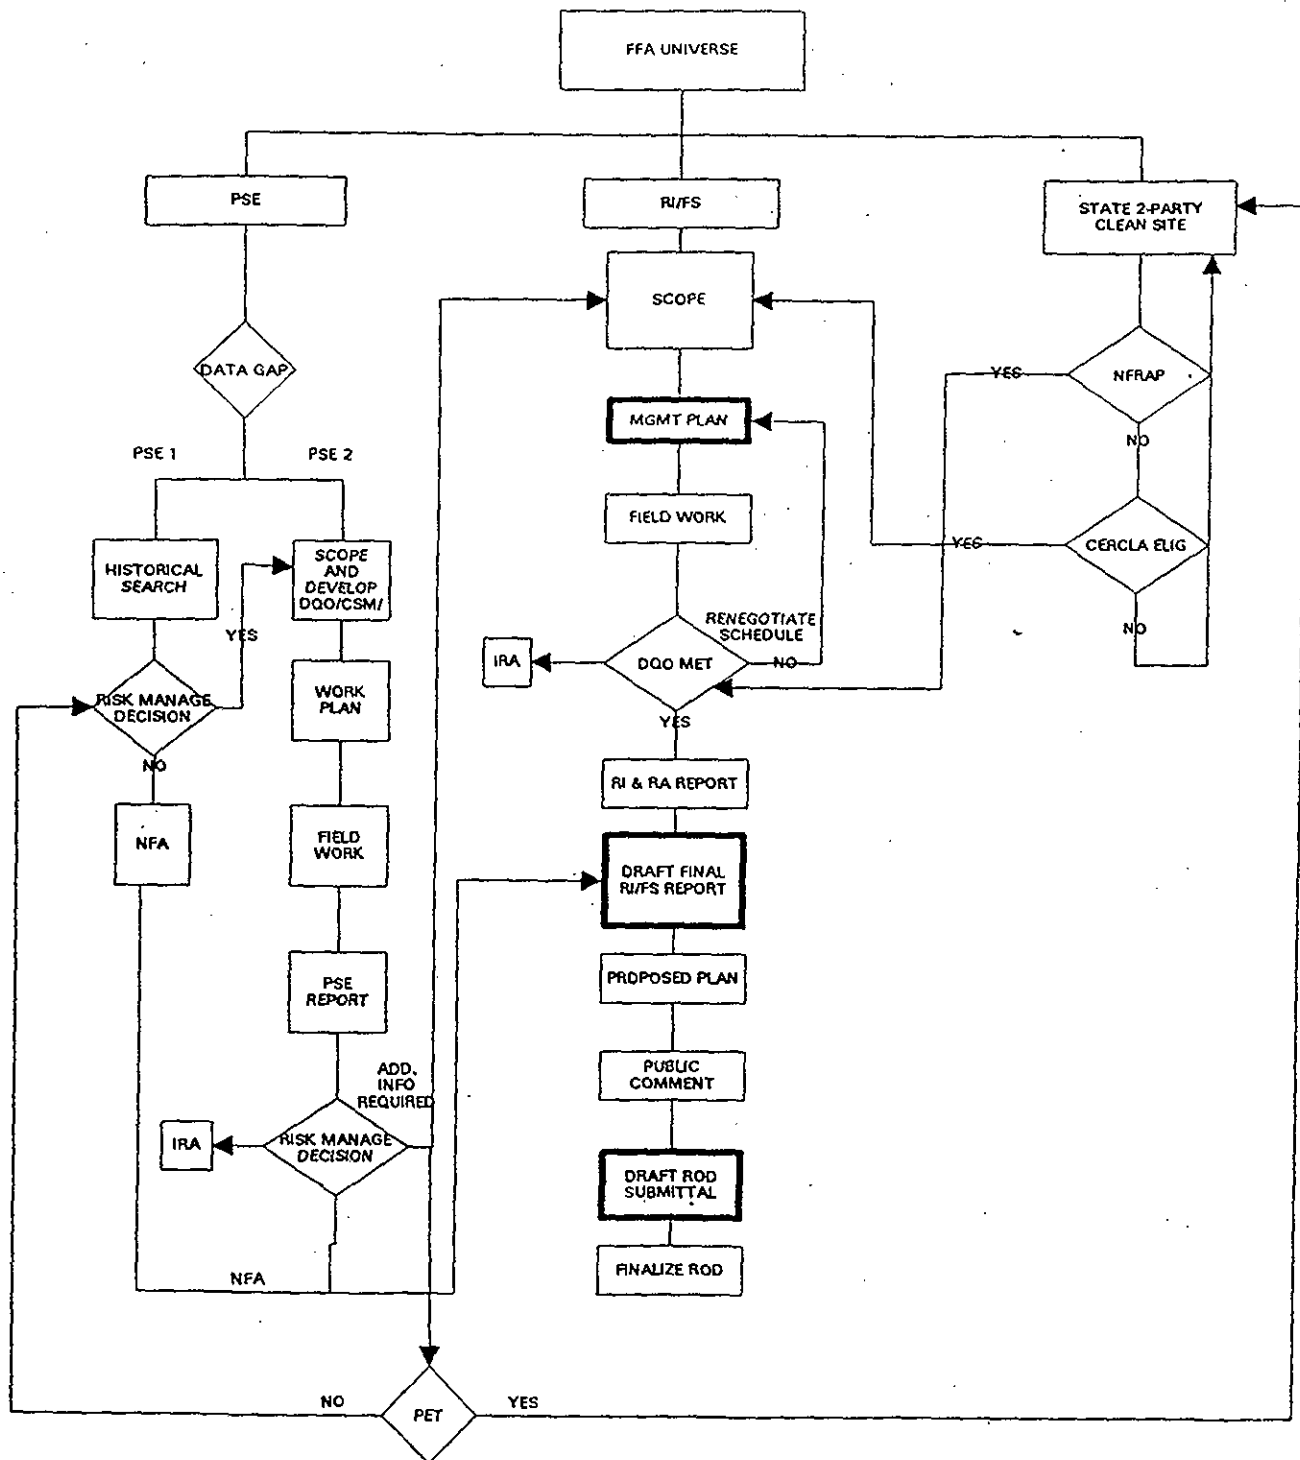 FFA UNIVERSE
PSE
RI/FS
STATE 2-PARTY
CLEAN SITE
SCOPE
DATA GAP
YES
NFRAP
MGMT PLAN
NO
PSE 1
PSE 2
FIELD WORK
YES
CERCLA ELIG
HISTORICAL
SEARCH
SCOPE
AND
DEVELOP
DQO/CSM/
YES
RENEGOTIATE
SCHEDULE
NO
IRA
DQO MET
NO
RISK MANAGE
DECISION
WORK
PLAN
YES
NO
RI & RA REPORT
NFA
FIELD
WORK
DRAFT FINAL
RI/FS REPORT
PSE
REPORT
PROPOSED PLAN
ADD.
INFO
REQUIRED
PUBLIC
COMMENT
IRA
RISK MANAGE
DECISION
DRAFT ROD
SUBMITTAL
NFA
FINALIZE ROD
NO
PET
YES